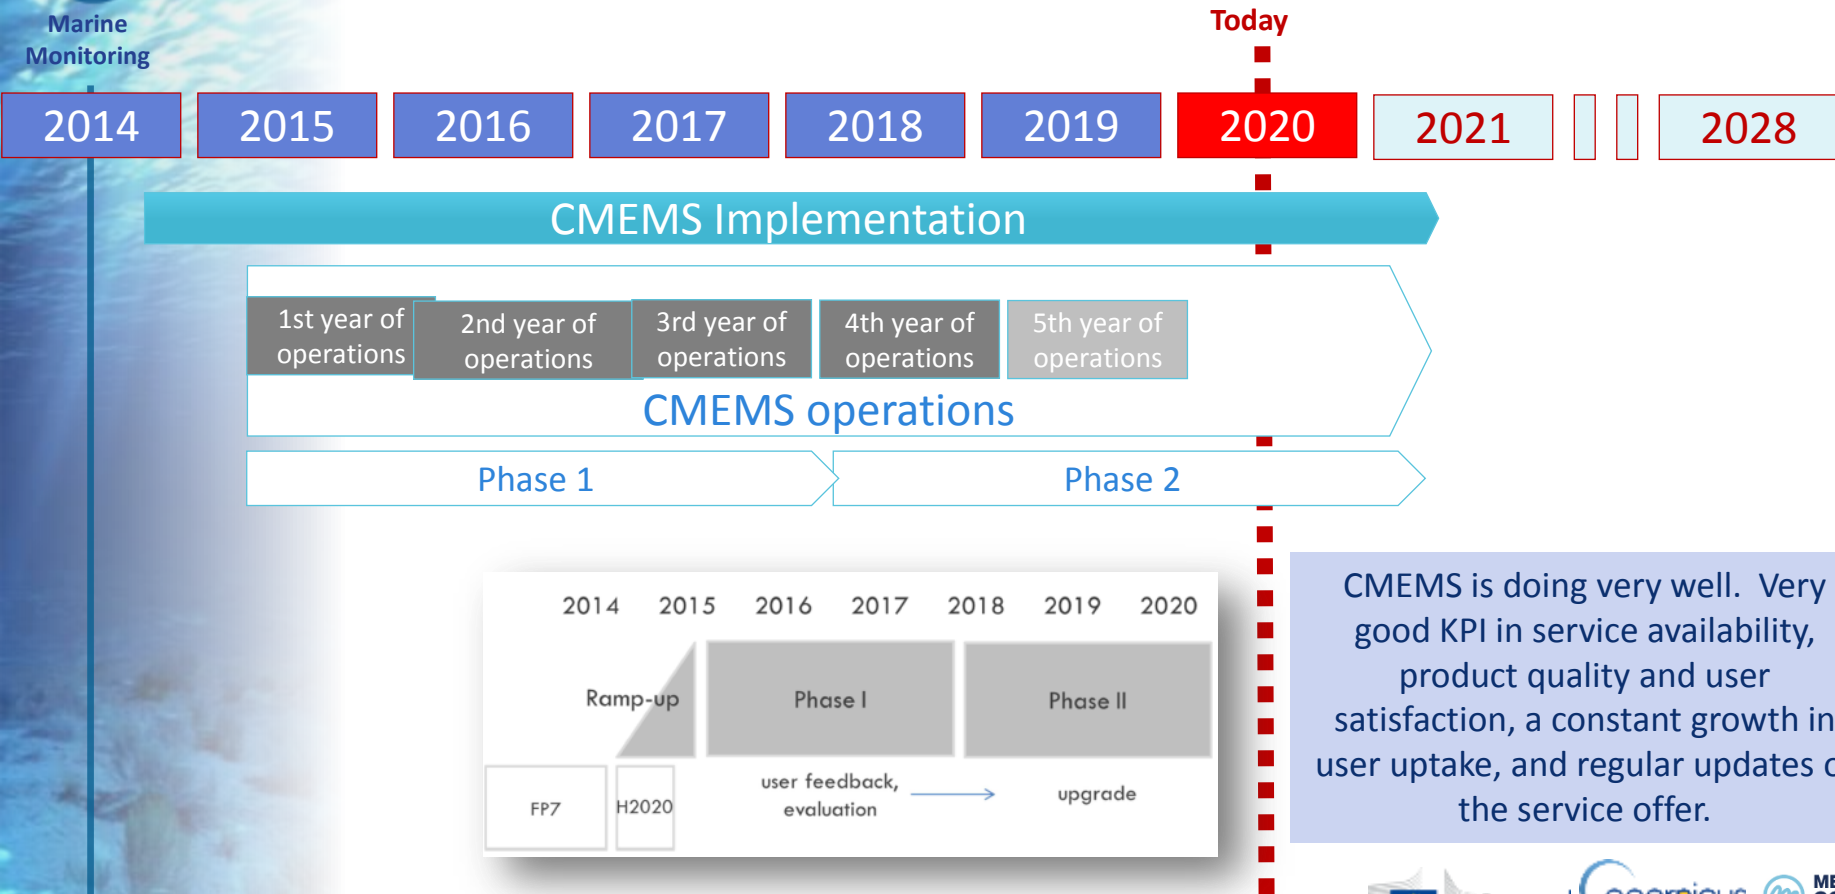 Marine
Monitoring
Today
2014 2015 2016 2017 2018 2019 2020 2021 2028
CMEMS Implementation
1st year of
operations
2nd year of
operations
3rd year of
operations
4th year of
operations
5th year of
operations
CMEMS operations
Phase 1
Phase 2
2014 2015 2016 2017 2018 2019 2020
Ramp-up
Phase I
Phase II
FP7
H2020
user feedback,
evaluation
upgrade
CMEMS is doing very well. Very
good KPI in service availability,
product quality and user
satisfaction, a constant growth in
user uptake, and regular updates
the service offer.